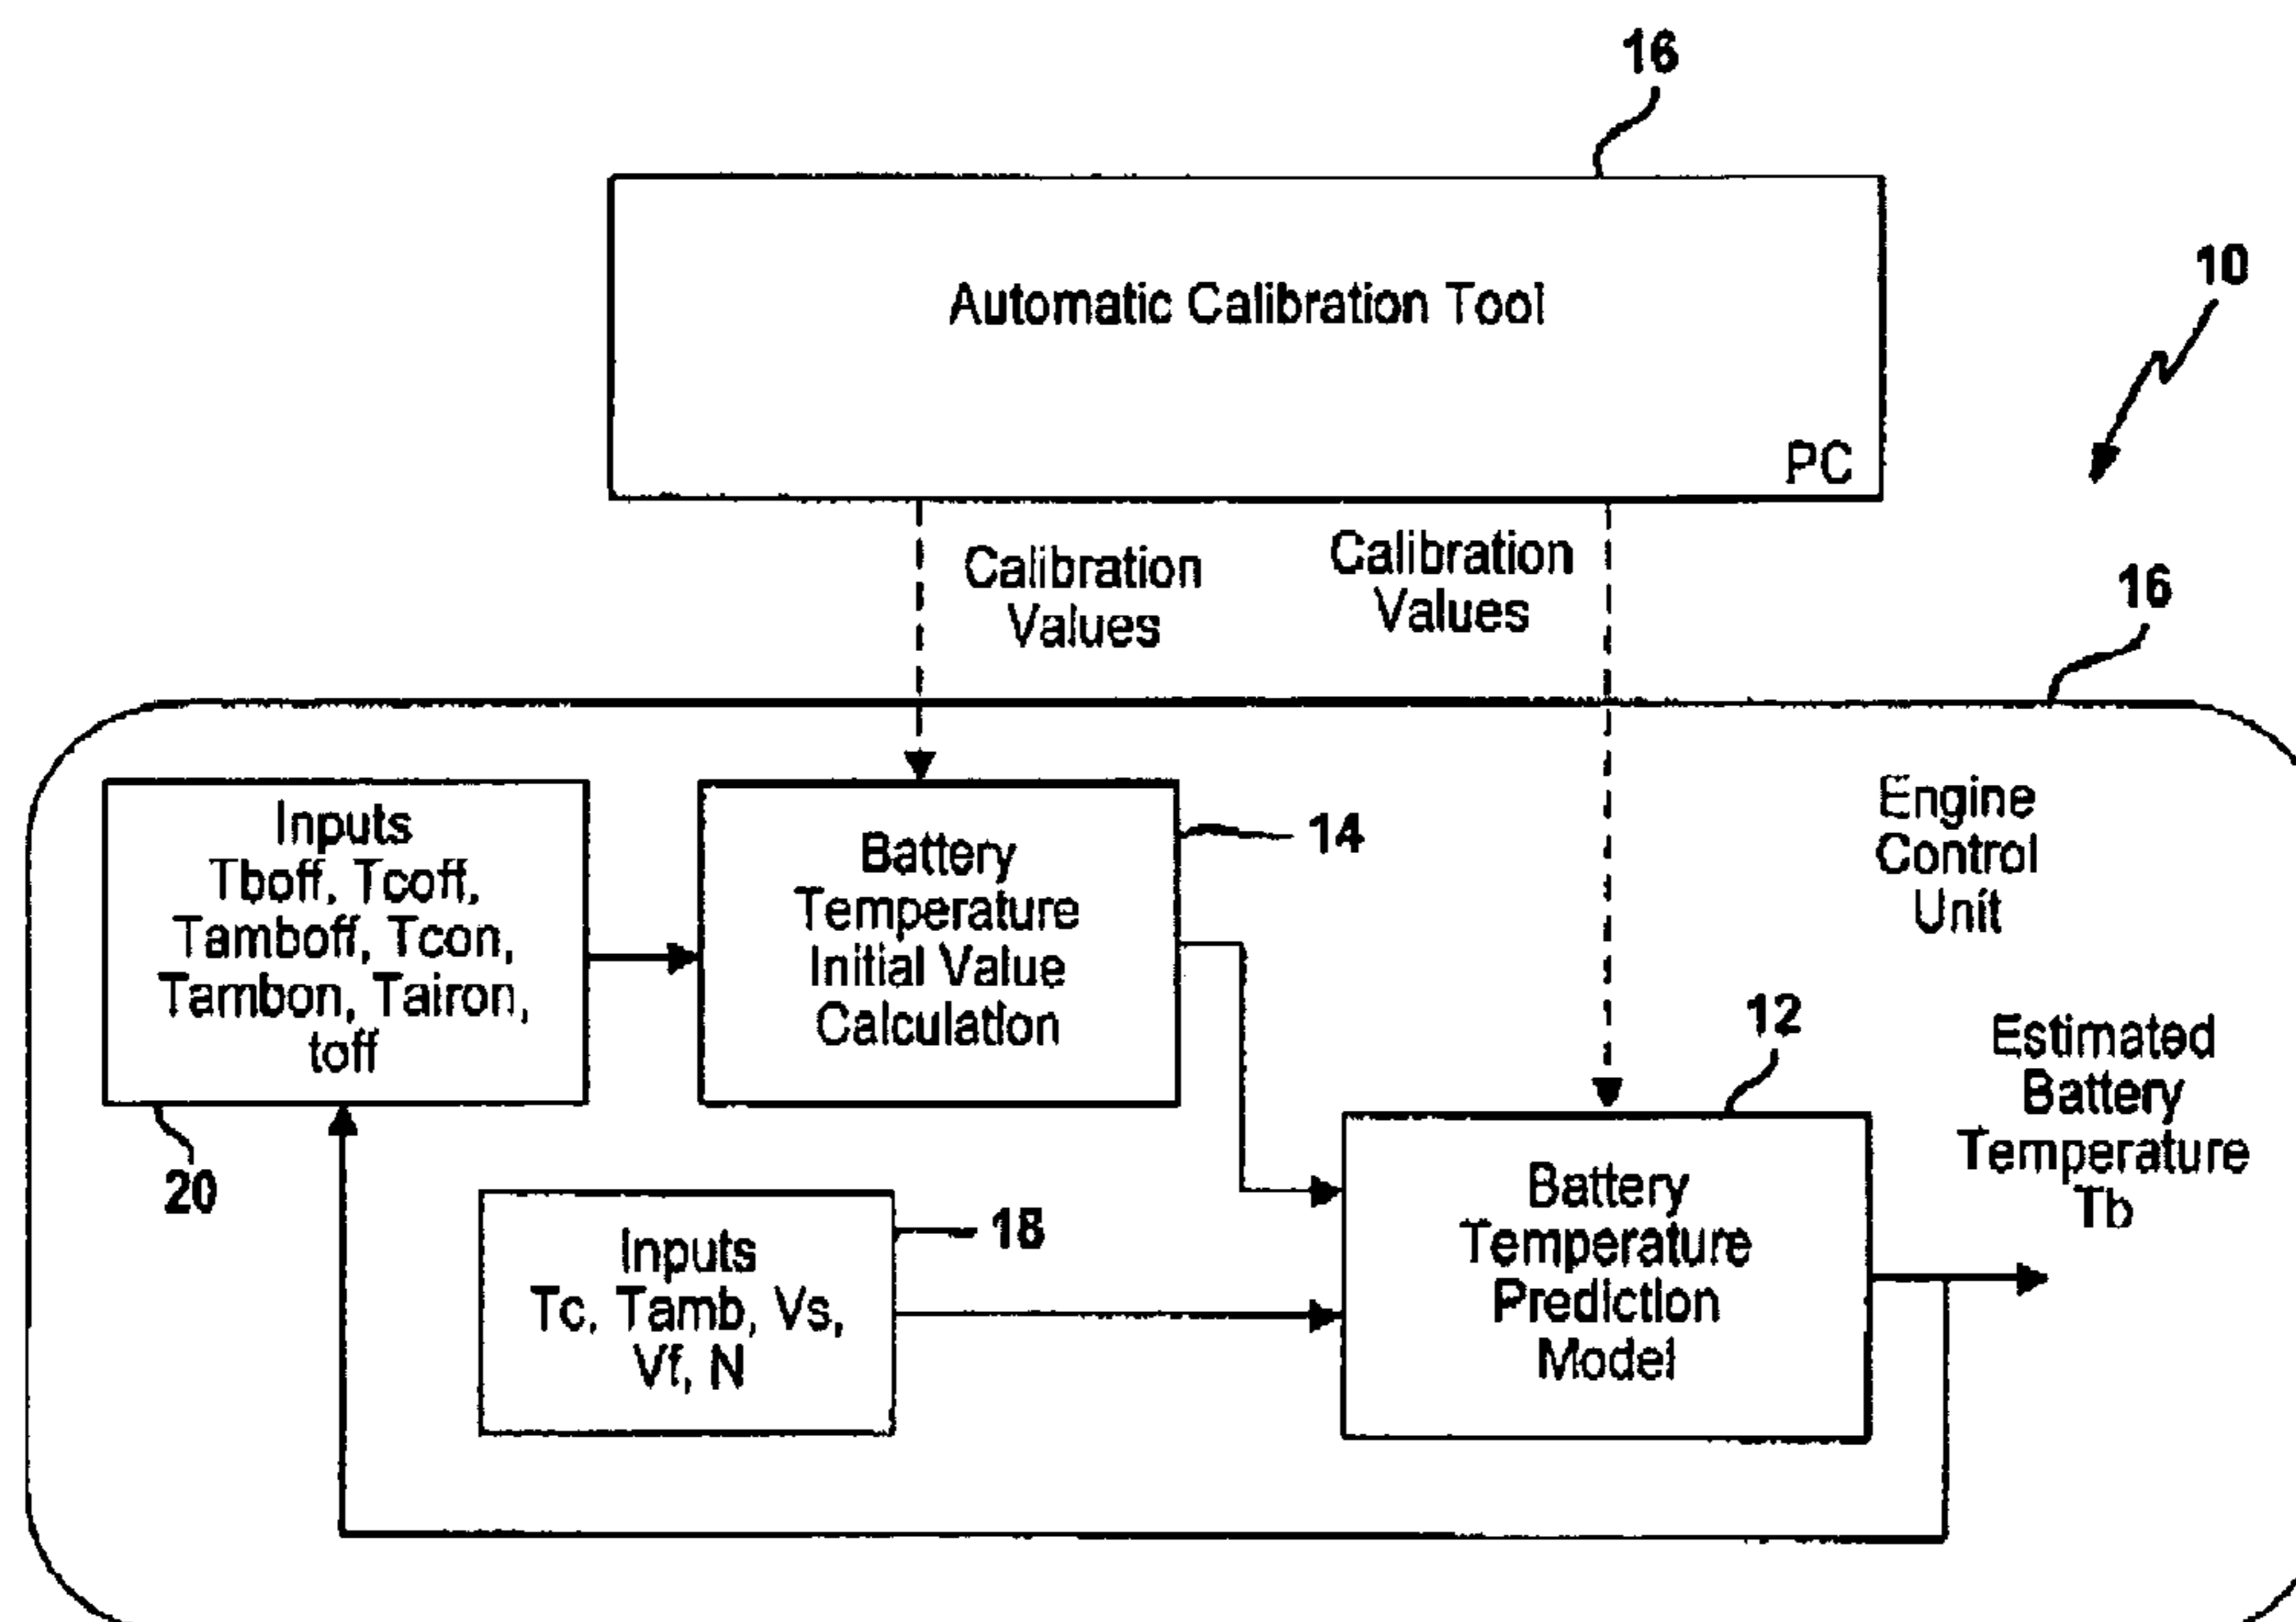 16
Automatic Calibration Tool
PC
10
Calibration
Values
Calibration
Values
16
Inputs
Tboff, Tcoff,
Tamboff, Tcon,
Tambon, Tairon,
toff
20
Battery
Temperature
Initial Value
Calculation
14
Engine
Control
Unit
Inputs
Tc, Tamb, Vs,
Vf, N
18
12
Battery
Temperature
Prediction
Model
Estimated
Battery
Temperature
Tb